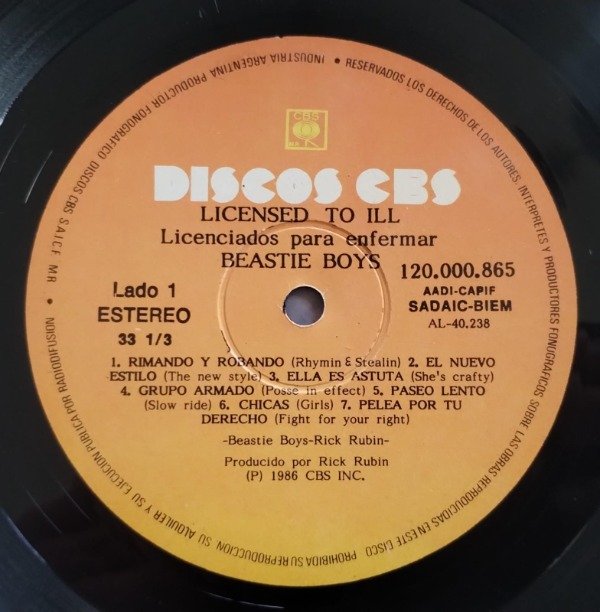 INDUSTRIA ARGENTINA PRODUCTOR FONOGRAFICO DISCOS CBS SAICF MR • RESERVADOS LOS DERECHOS DE LOS AUTORES, INTERPRETES Y PRODUCTORES FONOGRAFICOS SOBRE LAS OBRAS REPRODUCIDAS EN ESTE DISCO. PROHIBIDA SU REPRODUCCION, SU ALQUILER Y SU EJECUCION PUBLICA POR RADIODIFUSION •
CBS
MR
DISCOS CBS
LICENSED TO ILL
Licenciados para enfermar
BEASTIE BOYS
120.000.865
Lado 1
AADI-CAPIF
ESTEREO
SADAIC-BIEM
33 1/3
AL-40.238
1. RIMANDO Y ROBANDO (Rhymin & Stealin) 2. EL NUEVO
ESTILO (The new style) 3. ELLA ES ASTUTA (She's crafty)
4. GRUPO ARMADO (Posse in effect) 5. PASEO LENTO
(Slow ride) 6. CHICAS (Girls) 7. PELEA POR TU
DERECHO (Fight for your right)
-Beastie Boys-Rick Rubin-
Producido por Rick Rubin
(P) 1986 CBS INC.